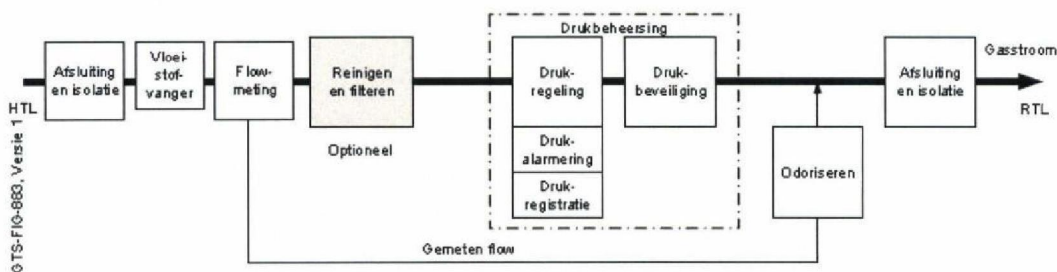 Drukbeheersing
Gasstroom
Afsluiting
en isolatie
Vloei-
stof-
vanger
Flow-
meting
Reinigen
en filteren
Druk-
regeling
Druk-
beveiliging
Afsluiting
en isolatie
HTL
RTL
Optioneel
Druk-
alarmering
Druk-
registratie
Odoriseren
Gemeten flow
GTS-FIG-883, Versie 1